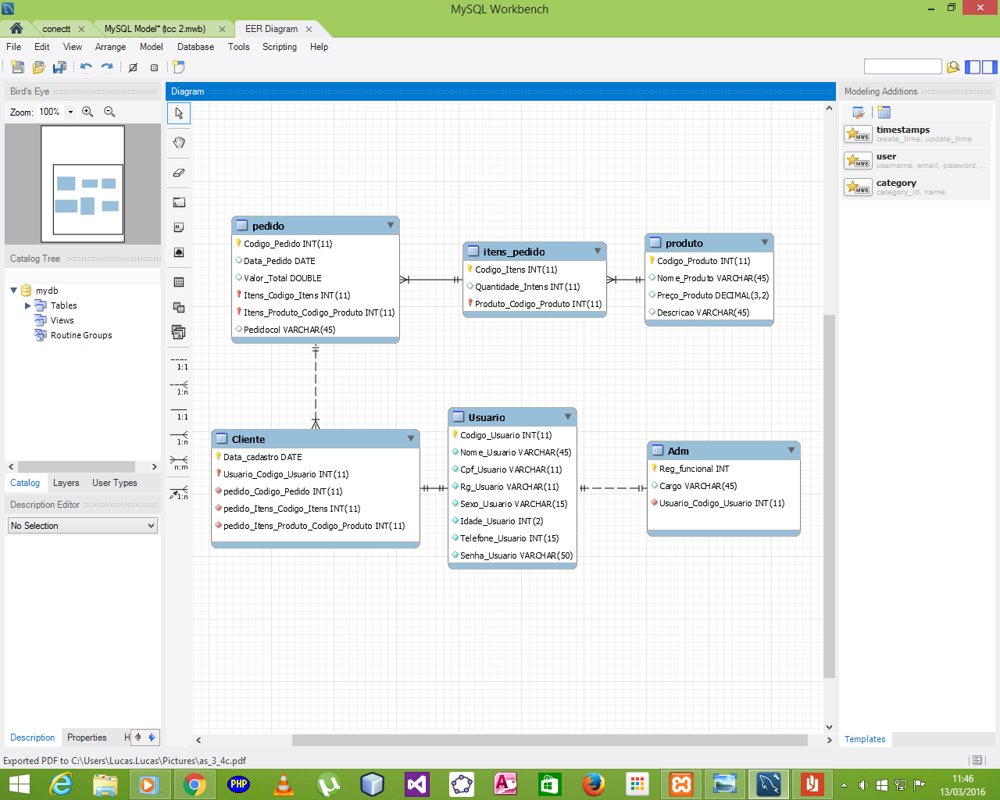 MySQL Workbench
conectt
MySQL Model* (tcc 2.mwb)
EER Diagram
File Edit View Arrange Model Database Tools Scripting Help
Bird's Eye
Zoom: 100%
Catalog Tree
mydb
Tables
Views
Routine Groups
Catalog Layers User Types
Description Editor
No Selection
Description Properties H
Diagram
1:1
1:n
1:1
1:n
n:m
1:n
pedido
Codigo_Pedido INT(11)
Data_Pedido DATE
Valor_Total DOUBLE
Itens_Codigo_Itens INT(11)
Itens_Produto_Codigo_Produto INT(11)
Pedidocol VARCHAR(45)
itens_pedido
Codigo_Itens INT(11)
Quantidade_Intens INT(11)
Produto_Codigo_Produto INT(11)
produto
Codigo_Produto INT(11)
Nome_Produto VARCHAR(45)
Preço_Produto DECIMAL(3,2)
Descricao VARCHAR(45)
Cliente
Data_cadastro DATE
Usuario_Codigo_Usuario INT(11)
pedido_Codigo_Pedido INT(11)
pedido_Itens_Codigo_Itens INT(11)
pedido_Itens_Produto_Codigo_Produto INT(11)
Usuario
Codigo_Usuario INT(11)
Nome_Usuario VARCHAR(45)
Cpf_Usuario VARCHAR(11)
Rg_Usuario VARCHAR(11)
Sexo_Usuario VARCHAR(15)
Idade_Usuario INT(2)
Telefone_Usuario INT(15)
Senha_Usuario VARCHAR(50)
Adm
Reg_funcional INT
Cargo VARCHAR(45)
Usuario_Codigo_Usuario INT(11)
Modeling Additions
timestamps
create_time, update_time
user
username, email, password, ...
category
category_id, name
MWB
MWB
MWB
Templates
Exported PDF to C:\Users\Lucas.Lucas\Pictures\as_3_4c.pdf
PHP
11:46
13/03/2016